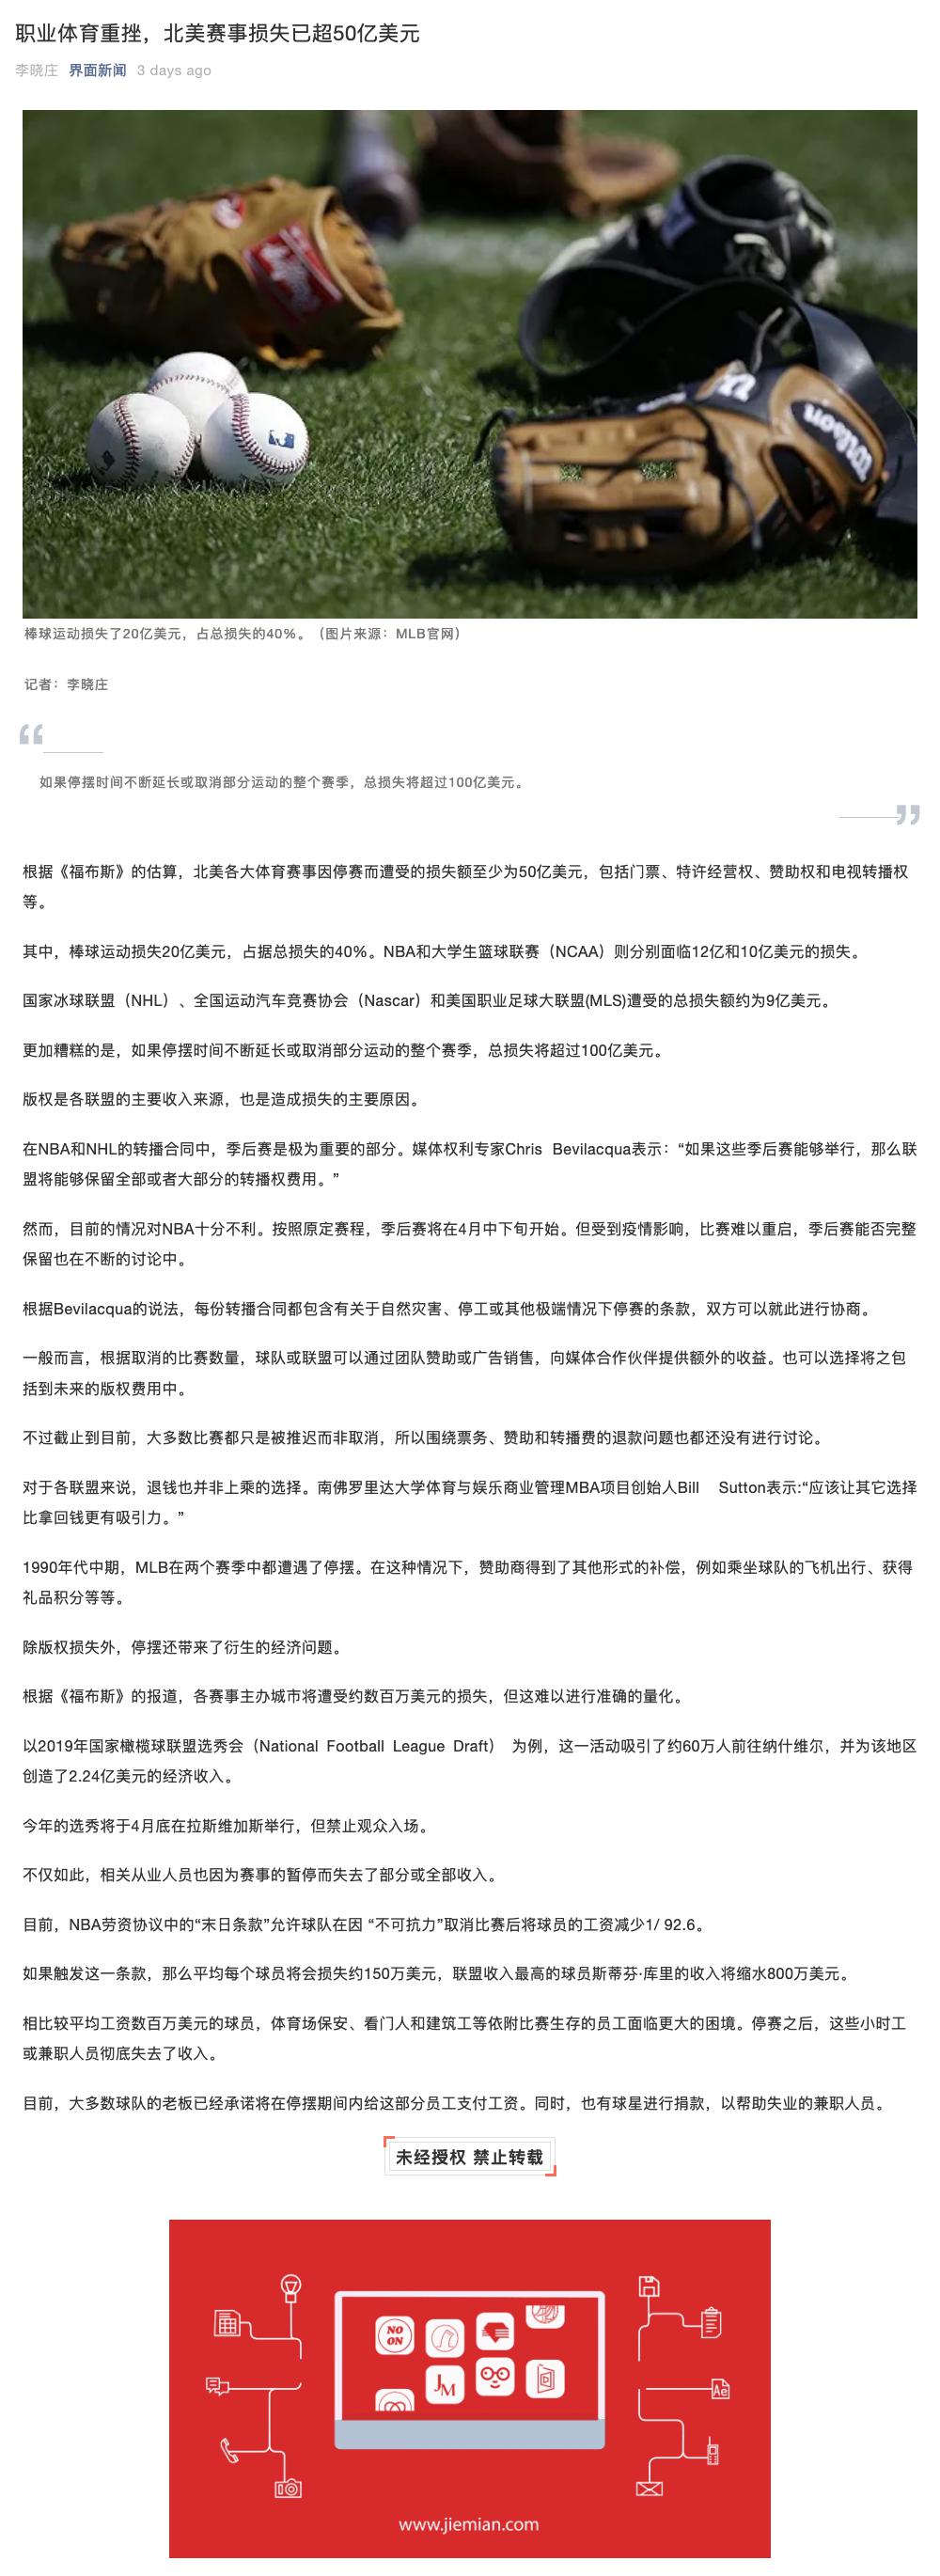 职业体育重挫，北美赛事损失已超50亿美元
李晓庄 界面新闻 3 days ago
Wilson
棒球运动损失了20亿美元，占总损失的40%。（图片来源：MLB官网）
记者：李晓庄
“
如果停摆时间不断延长或取消部分运动的整个赛季，总损失将超过100亿美元。
”
根据《福布斯》的估算，北美各大体育赛事因停赛而遭受的损失额至少为50亿美元，包括门票、特许经营权、赞助权和电视转播权
等。
其中，棒球运动损失20亿美元，占据总损失的40%。NBA和大学生篮球联赛（NCAA）则分别面临12亿和10亿美元的损失。
国家冰球联盟（NHL）、全国运动汽车竞赛协会（Nascar）和美国职业足球大联盟(MLS)遭受的总损失额约为9亿美元。
更加糟糕的是，如果停摆时间不断延长或取消部分运动的整个赛季，总损失将超过100亿美元。
版权是各联盟的主要收入来源，也是造成损失的主要原因。
在NBA和NHL的转播合同中，季后赛是极为重要的部分。媒体权利专家Chris Bevilacqua表示：“如果这些季后赛能够举行，那么联
盟将能够保留全部或者大部分的转播权费用。”
然而，目前的情况对NBA十分不利。按照原定赛程，季后赛将在4月中下旬开始。但受到疫情影响，比赛难以重启，季后赛能否完整
保留也在不断的讨论中。
根据Bevilacqua的说法，每份转播合同都包含有关于自然灾害、停工或其他极端情况下停赛的条款，双方可以就此进行协商。
一般而言，根据取消的比赛数量，球队或联盟可以通过团队赞助或广告销售，向媒体合作伙伴提供额外的收益。也可以选择将之包
括到未来的版权费用中。
不过截止到目前，大多数比赛都只是被推迟而非取消，所以围绕票务、赞助和转播费的退款问题也都还没有进行讨论。
对于各联盟来说，退钱也并非上乘的选择。南佛罗里达大学体育与娱乐商业管理MBA项目创始人Bill Sutton表示:“应该让其它选择
比拿回钱更有吸引力。”
1990年代中期，MLB在两个赛季中都遭遇了停摆。在这种情况下，赞助商得到了其他形式的补偿，例如乘坐球队的飞机出行、获得
礼品积分等等。
除版权损失外，停摆还带来了衍生的经济问题。
根据《福布斯》的报道，各赛事主办城市将遭受约数百万美元的损失，但这难以进行准确的量化。
以2019年国家橄榄球联盟选秀会（National Football League Draft） 为例，这一活动吸引了约60万人前往纳什维尔，并为该地区
创造了2.24亿美元的经济收入。
今年的选秀将于4月底在拉斯维加斯举行，但禁止观众入场。
不仅如此，相关从业人员也因为赛事的暂停而失去了部分或全部收入。
目前，NBA劳资协议中的“末日条款”允许球队在因 “不可抗力”取消比赛后将球员的工资减少1/ 92.6。
如果触发这一条款，那么平均每个球员将会损失约150万美元，联盟收入最高的球员斯蒂芬·库里的收入将缩水800万美元。
相比较平均工资数百万美元的球员，体育场保安、看门人和建筑工等依附比赛生存的员工面临更大的困境。停赛之后，这些小时工
或兼职人员彻底失去了收入。
目前，大多数球队的老板已经承诺将在停摆期间内给这部分员工支付工资。同时，也有球星进行捐款，以帮助失业的兼职人员。
未经授权 禁止转载
NO
ON
JM
Ae
www.jiemian.com